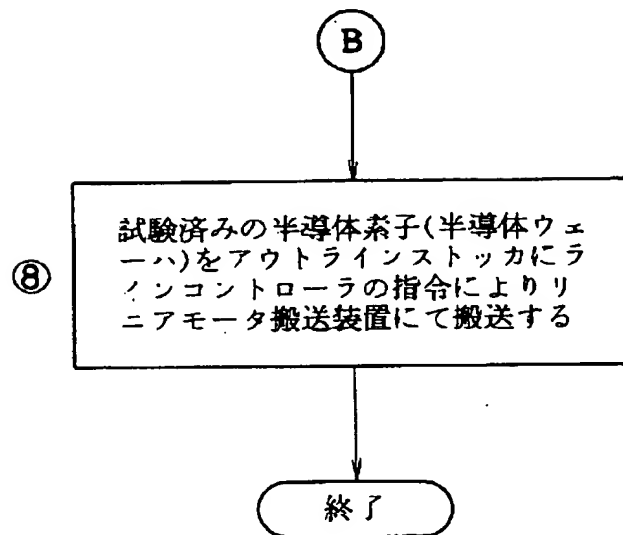 B
⑧
試験済みの半導体素子(半導体ウェ
ーハ)をアウトラインストッカにラ
インコントローラの指令によりリ
ニアモータ搬送装置にて搬送する
終了